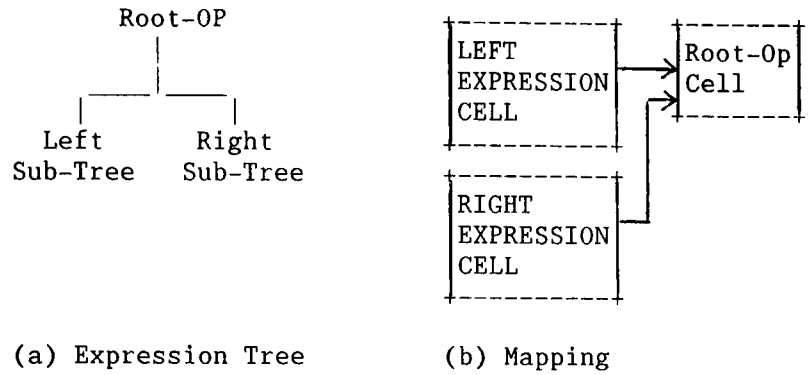 Root-OP
Left
Sub-Tree
Right
Sub-Tree
(a) Expression Tree
LEFT
EXPRESSION
CELL
Root-Op
Cell
RIGHT
EXPRESSION
CELL
(b) Mapping